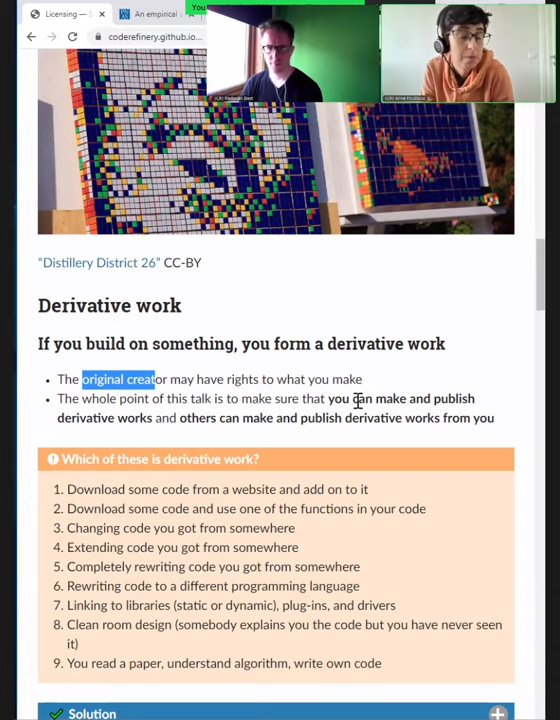 You
Licensing —
An empirical
coderefinery.github.io...
"Distillery District 26" CC-BY
Derivative work
If you build on something, you form a derivative work
The original creator may have rights to what you make
The whole point of this talk is to make sure that you can make and publish
derivative works and others can make and publish derivative works from you
Which of these is derivative work?
1. Download some code from a website and add on to it
2. Download some code and use one of the functions in your code
3. Changing code you got from somewhere
4. Extending code you got from somewhere
5. Completely rewriting code you got from somewhere
6. Rewriting code to a different programming language
7. Linking to libraries (static or dynamic), plug-ins, and drivers
8. Clean room design (somebody explains you the code but you have never seen
it)
9. You read a paper, understand algorithm, write own code
Solution